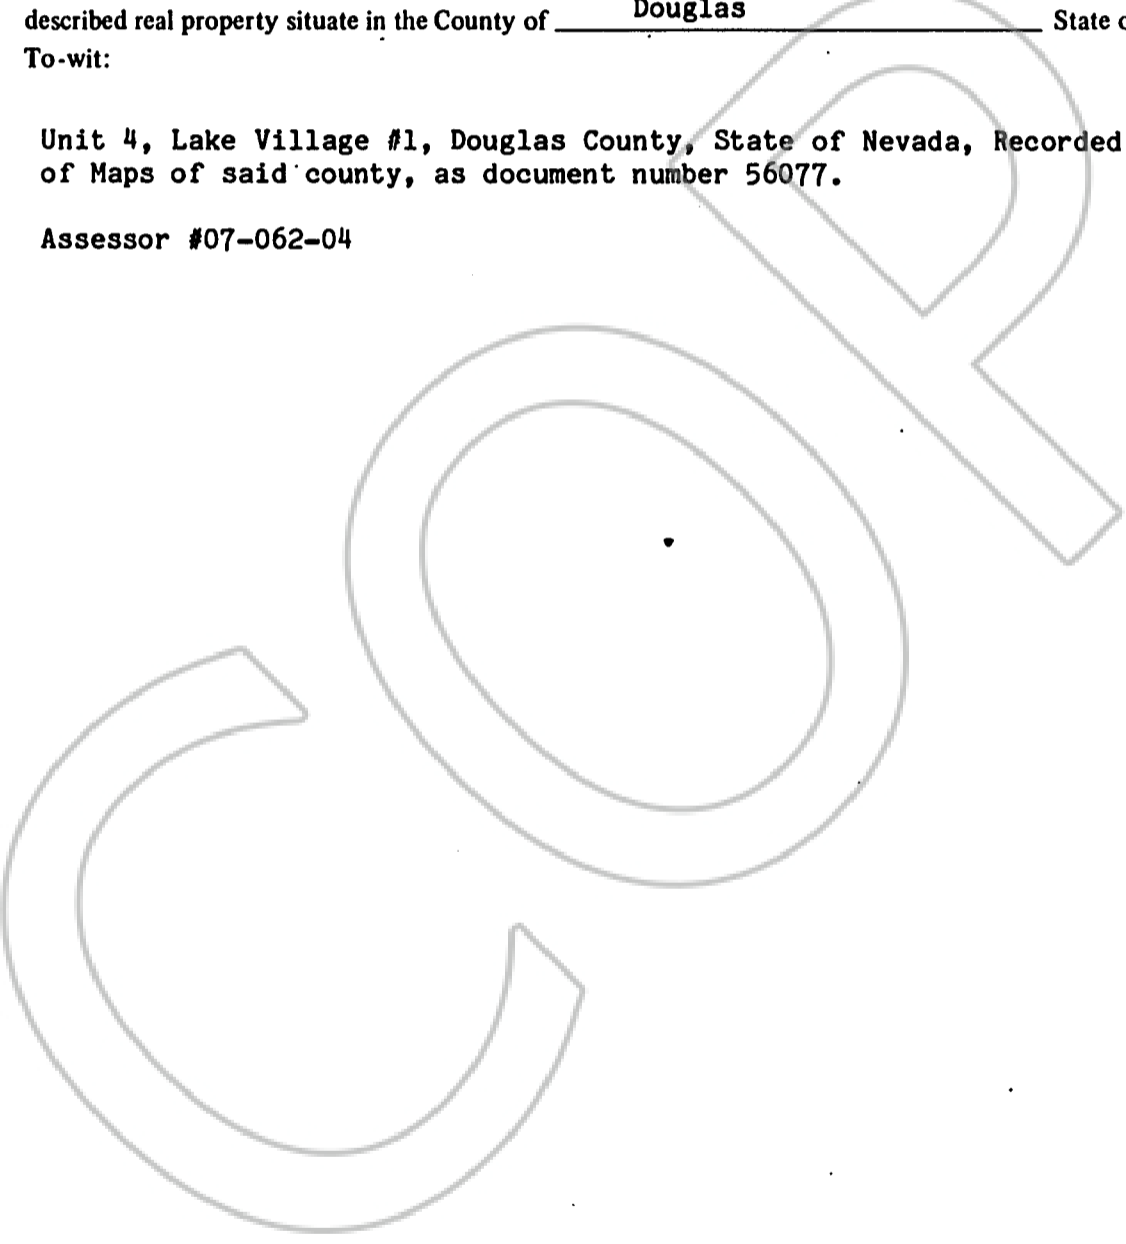 described real property situate in the County of Douglas State
To-wit:
Unit 4, Lake Village #1, Douglas County, State of Nevada, Recorded
of Maps of said county, as document number 56077.
Assessor #07-062-04
COP